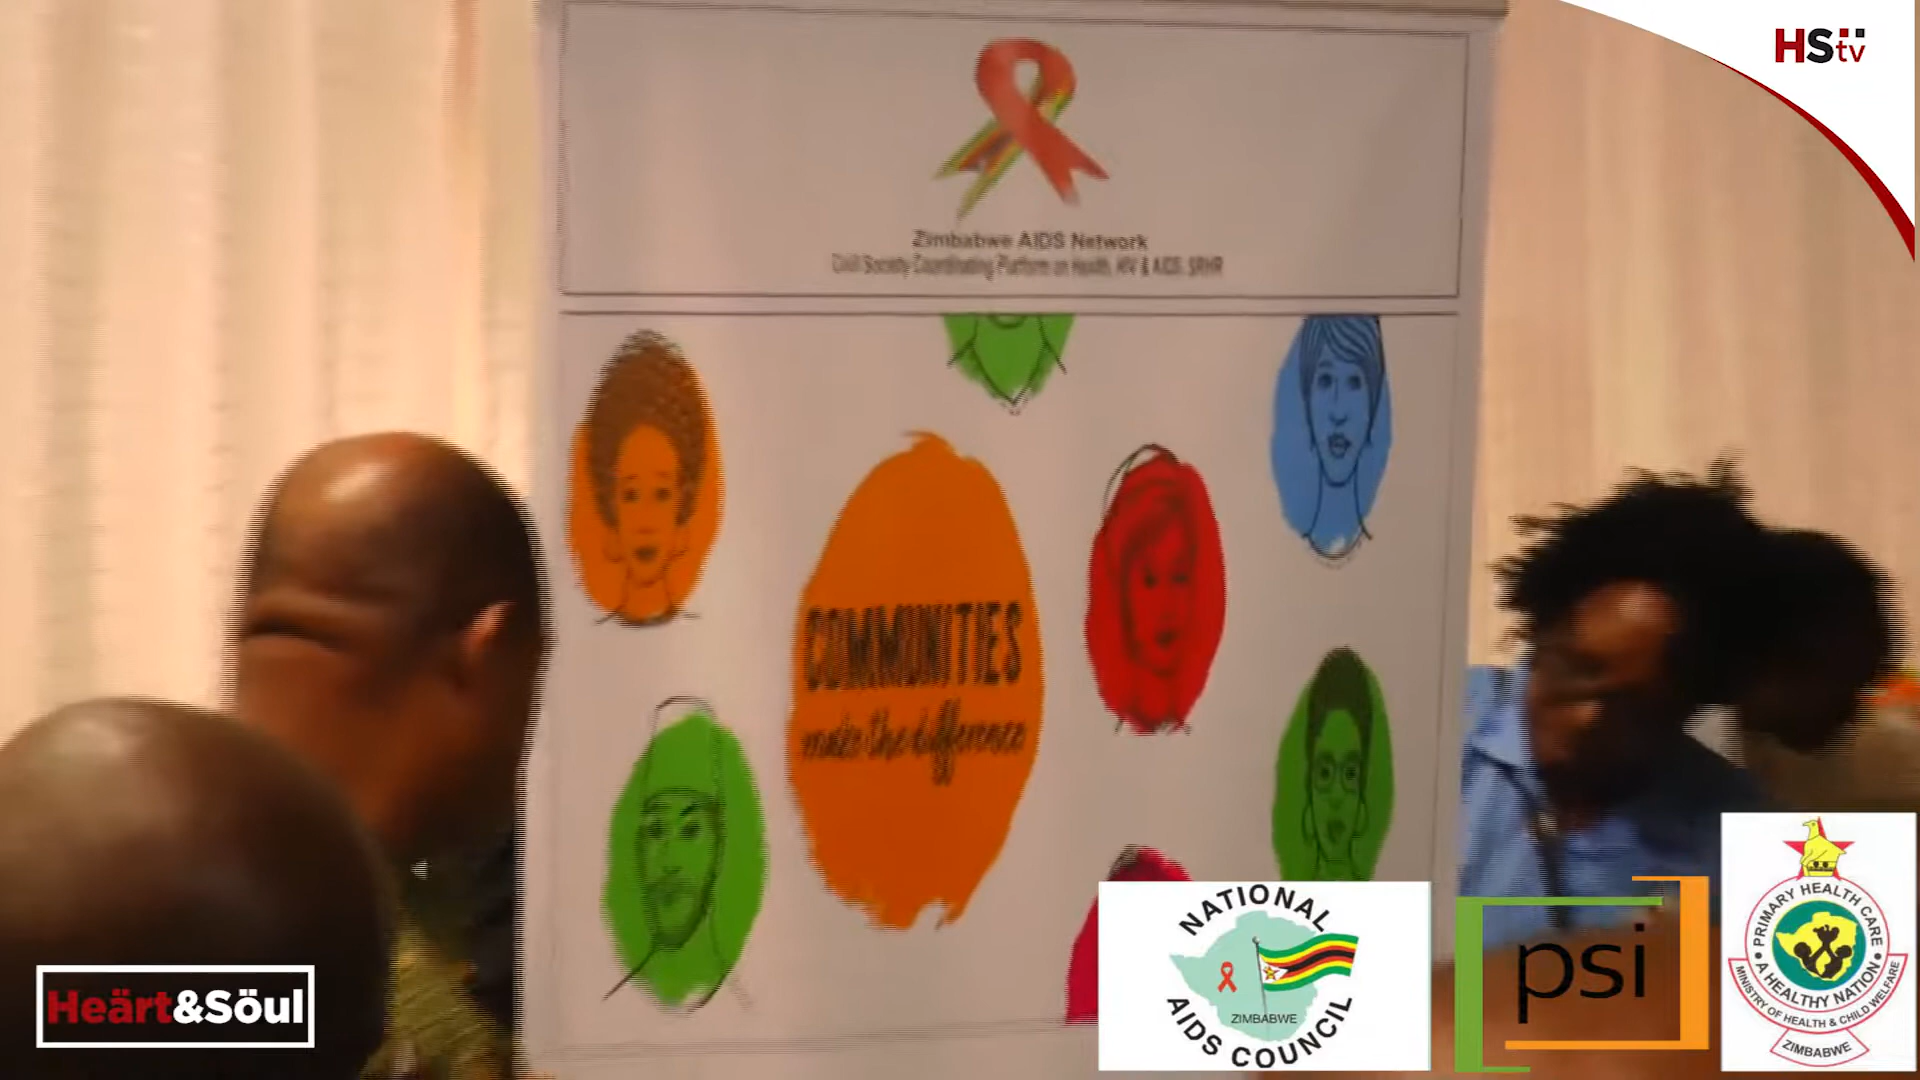 HStv
Zimbabwe AIDS Network
Civil Society Coordinating Platform on Health, HIV & AIDS, SRHR
COMMUNITIES
make the difference
Heärt&Söul
NATIONAL
AIDS COUNCIL
ZIMBABWE
psi
PRIMARY HEALTH CARE
A HEALTHY NATION
MINISTRY OF HEALTH & CHILD WELFARE
ZIMBABWE